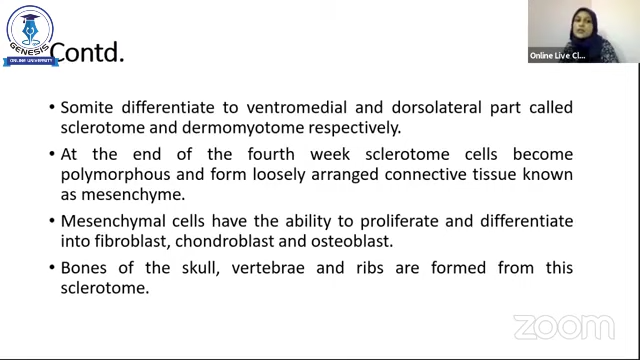 GENESIS
ONLINE UNIVERSITY
Contd.
Online Live Cl...
• Somite differentiate to ventromedial and dorsolateral part called
sclerotome and dermomyotome respectively.
• At the end of the fourth week sclerotome cells become
polymorphous and form loosely arranged connective tissue known
as mesenchyme.
• Mesenchymal cells have the ability to proliferate and differentiate
into fibroblast, chondroblast and osteoblast.
• Bones of the skull, vertebrae and ribs are formed from this
sclerotome.
zoom